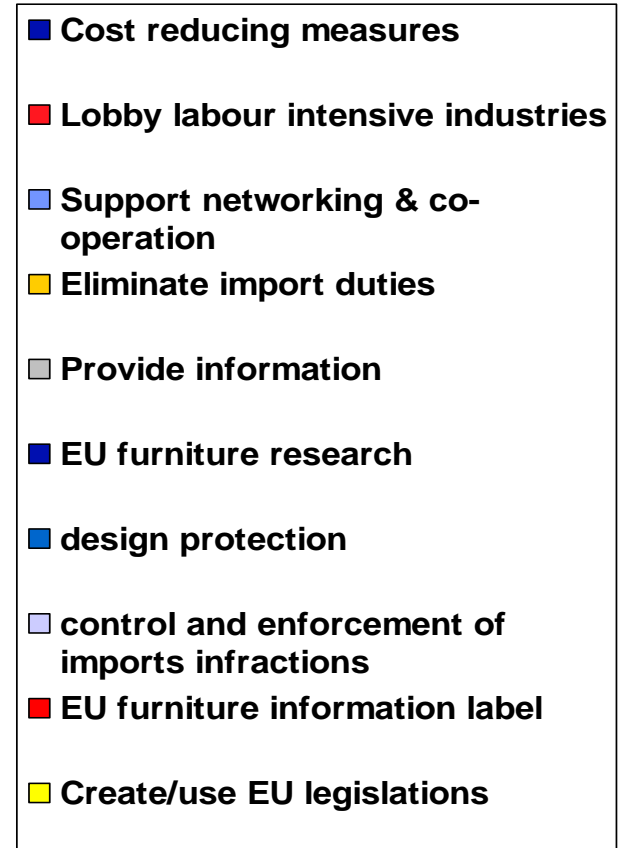 Cost reducing measures
Lobby labour intensive industries
Support networking & co-
operation
Eliminate import duties
Provide information
EU furniture research
design protection
control and enforcement of
imports infractions
EU furniture information label
Create/use EU legislations